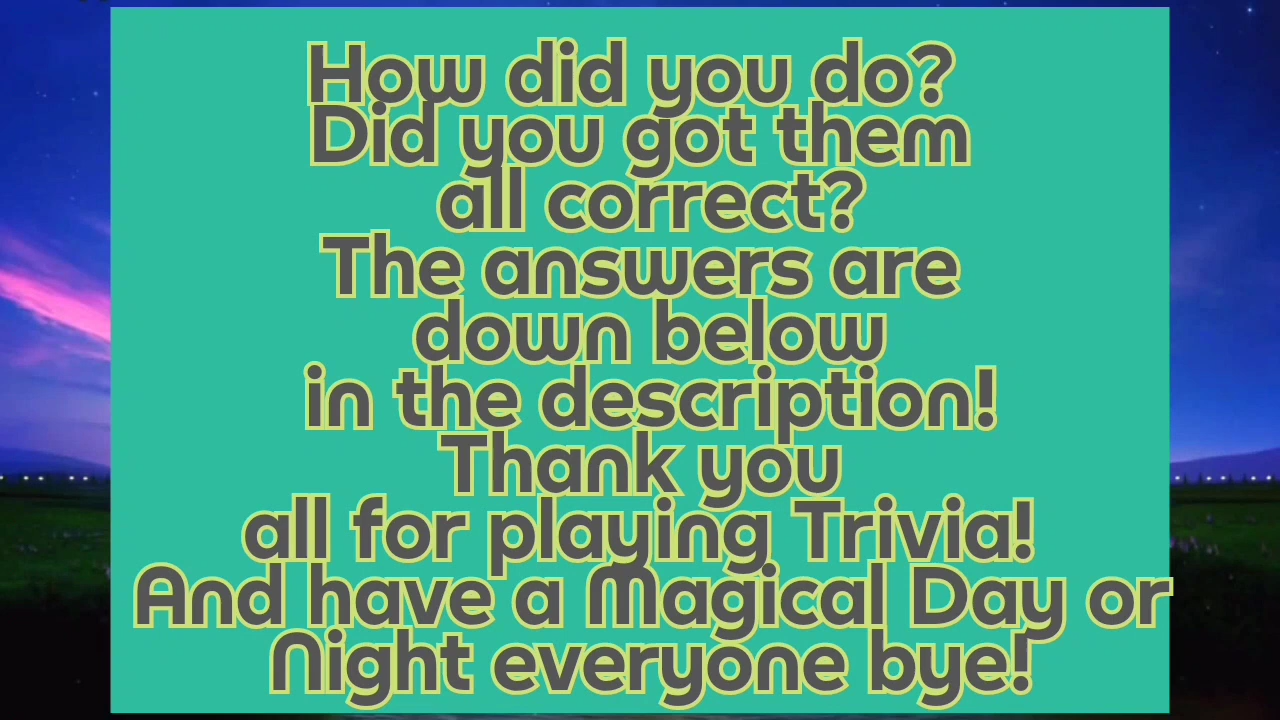 How did you do?
Did you got them
all correct?
The answers are
down below
in the description!
Thank you
all for playing Trivia!
And have a Magical Day or
Night everyone bye!